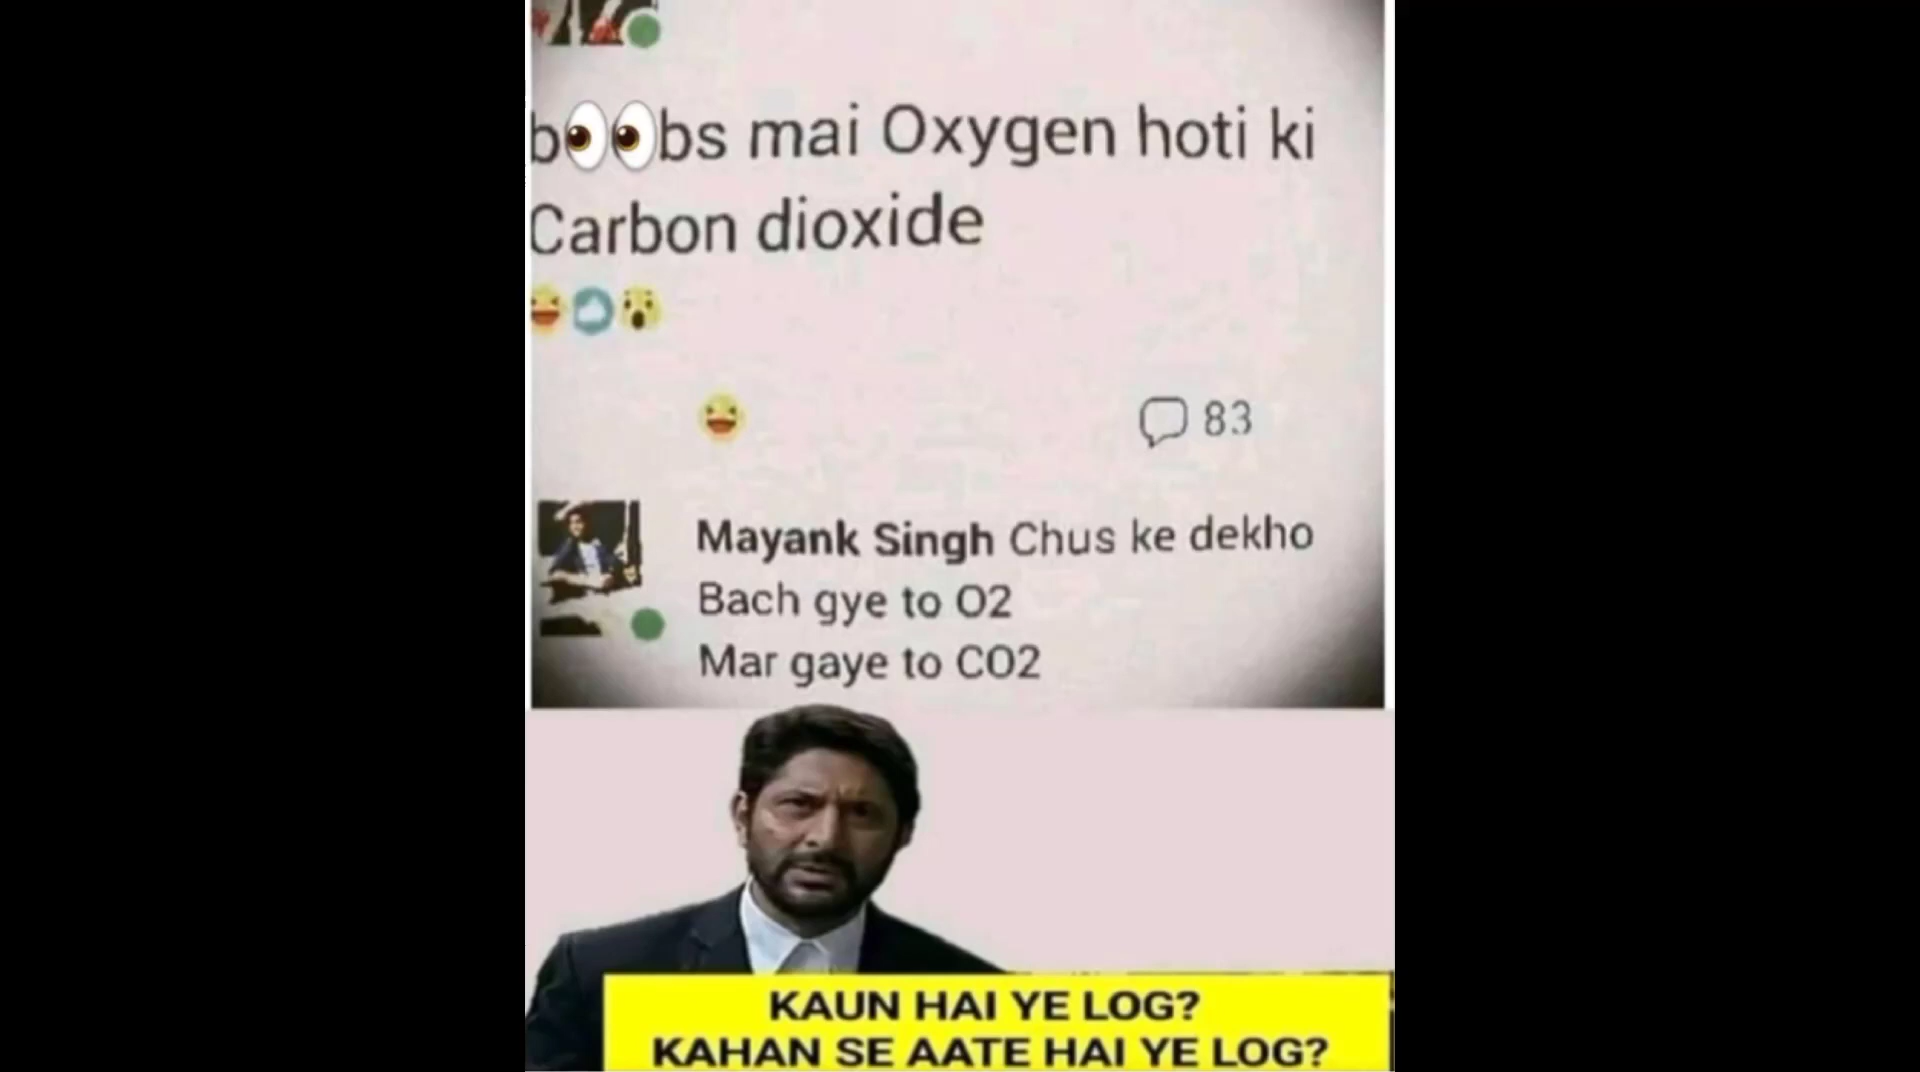 b👀bs mai Oxygen hoti ki
Carbon dioxide
83
Mayank Singh Chus ke dekho
Bach gye to O2
Mar gaye to CO2
KAUN HAI YE LOG?
KAHAN SE AATE HAI YE LOG?